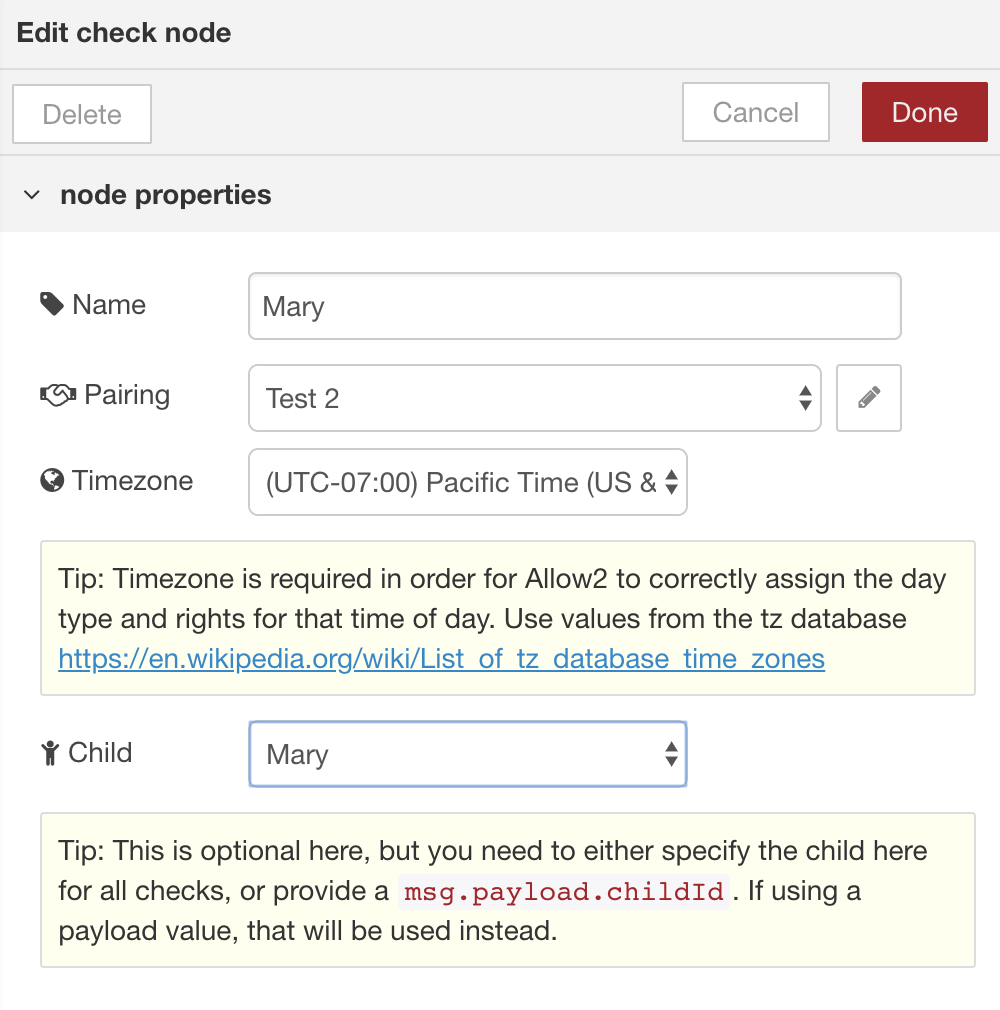 Edit check node
Delete
Cancel
Done
node properties
Name
Mary
Pairing
Test 2
Timezone
(UTC-07:00) Pacific Time (US &
Tip: Timezone is required in order for Allow2 to correctly assign the day
type and rights for that time of day. Use values from the tz database
https://en.wikipedia.org/wiki/List_of_tz_database_time_zones
Child
Mary
Tip: This is optional here, but you need to either specify the child here
for all checks, or provide a msg.payload.childId. If using a
payload value, that will be used instead.